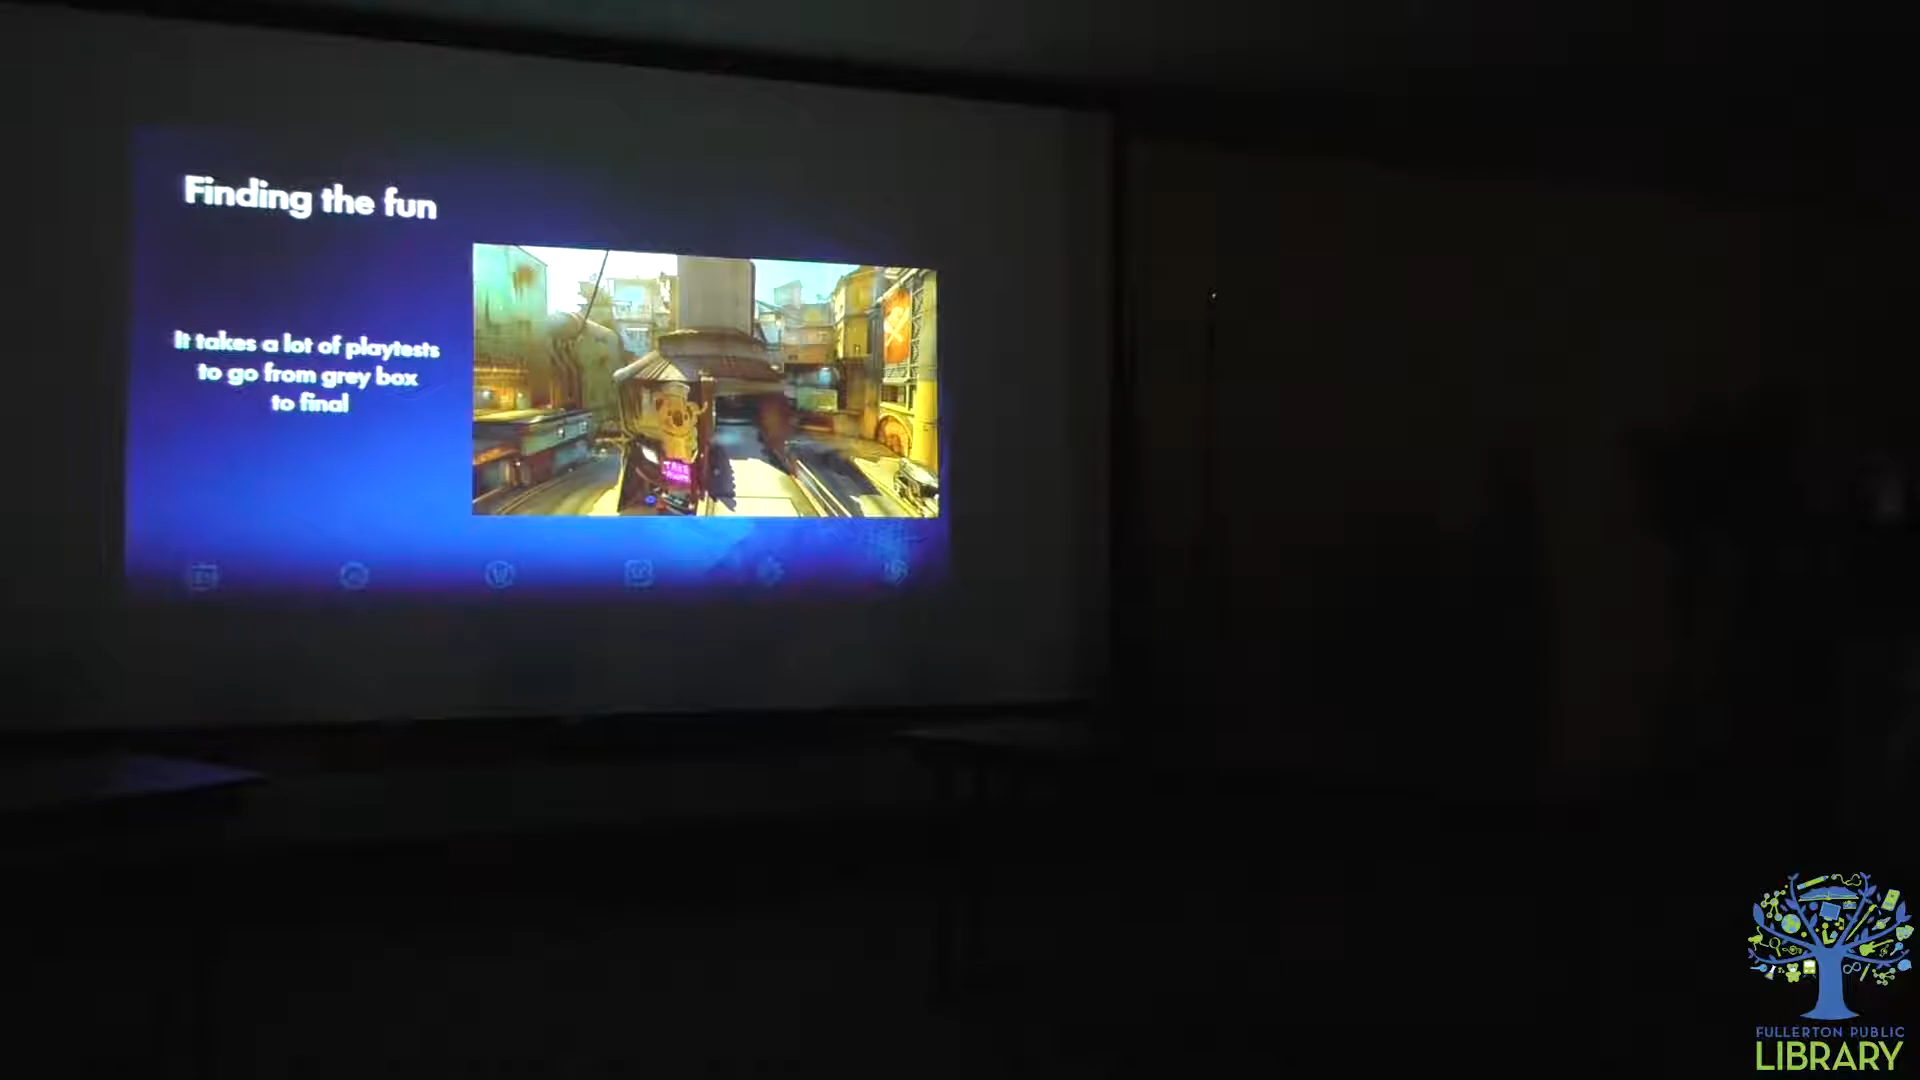 Finding the fun
It takes a lot of playtests
to go from grey box
to final
FULLERTON PUBLIC
LIBRARY